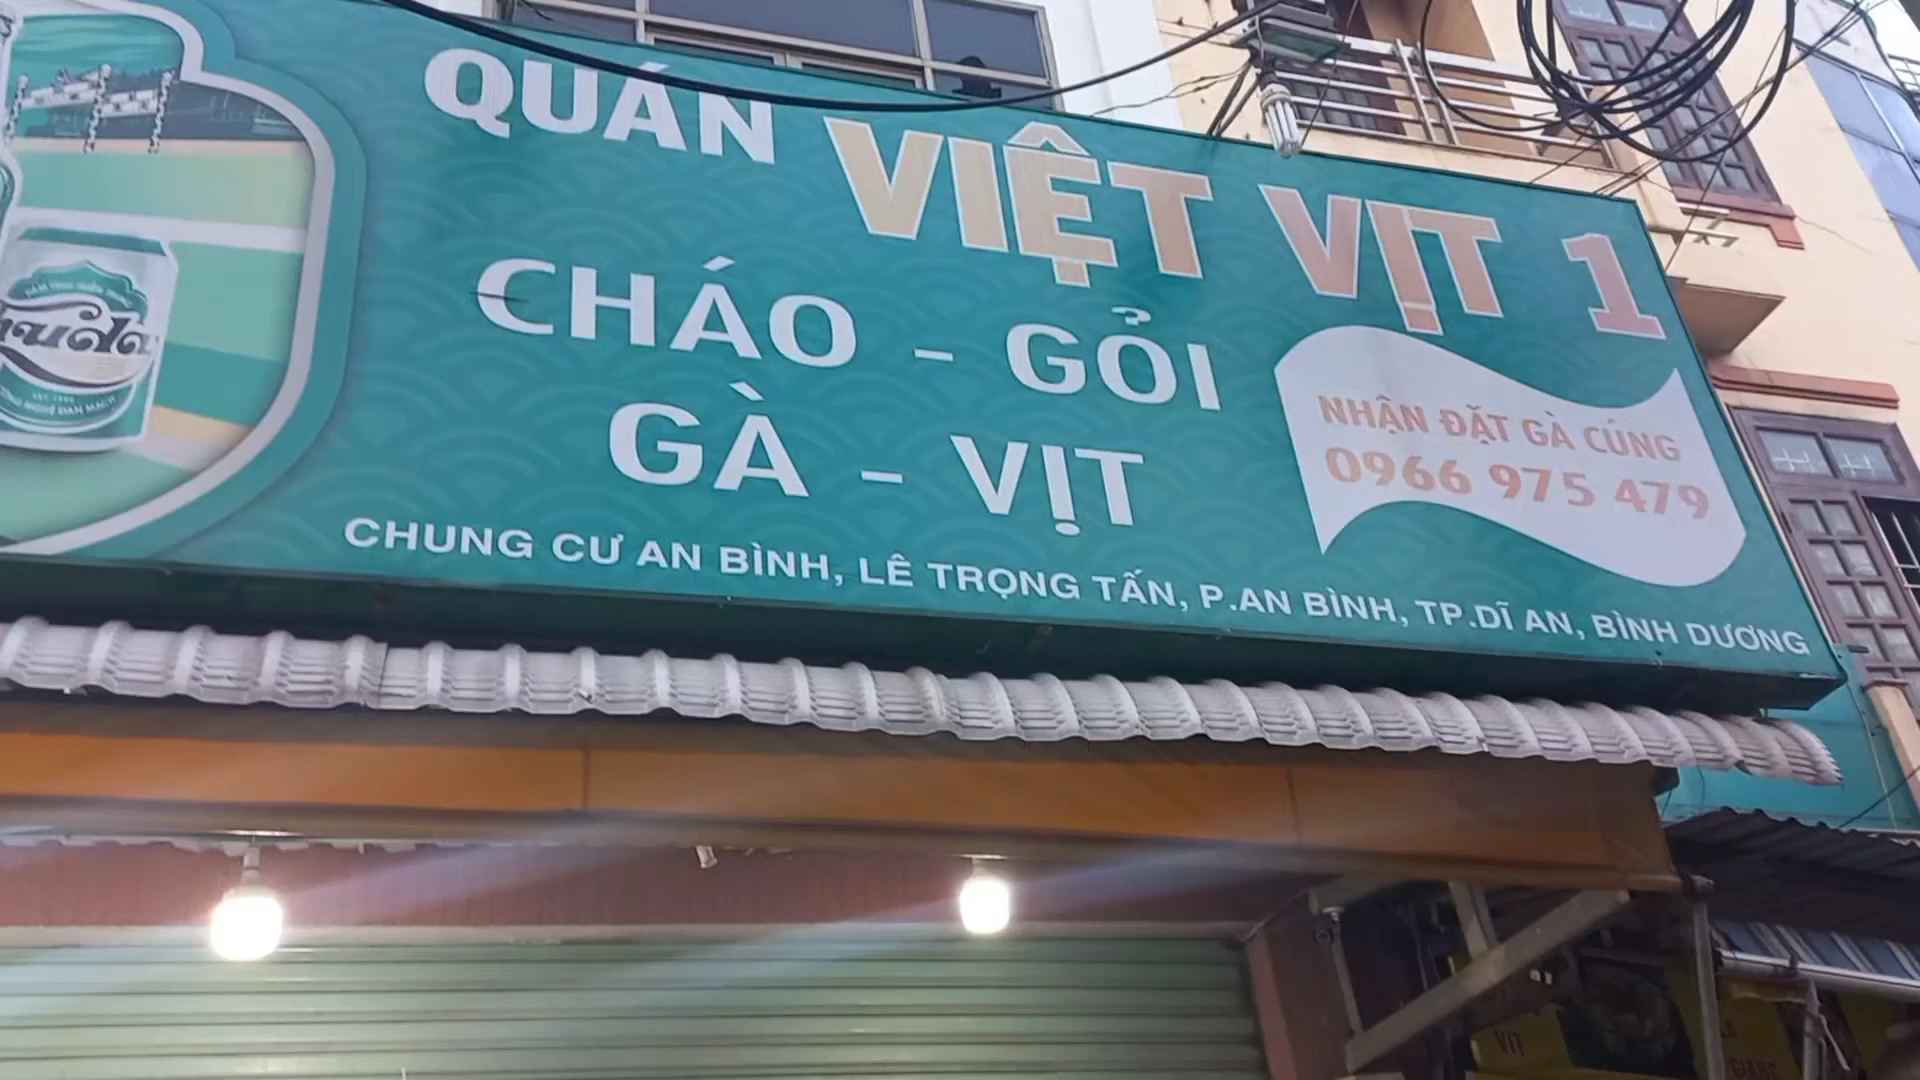 QUÁN VIỆT VỊT 1
CHÁO - GỎI
GÀ - VỊT
NHẬN ĐẶT GÀ CÚNG
0966 975 479
CHUNG CƯ AN BÌNH, LÊ TRỌNG TẤN, P.AN BÌNH, TP.DĨ AN, BÌNH DƯƠNG
VỊT